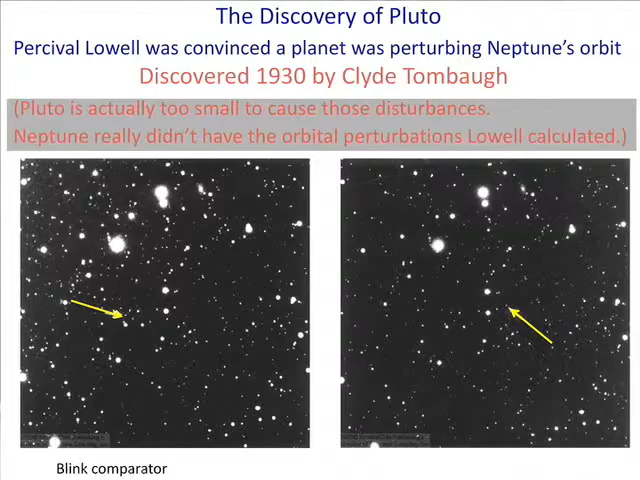 The Discovery of Pluto
Percival Lowell was convinced a planet was perturbing Neptune's orbit
Discovered 1930 by Clyde Tombaugh
(Pluto is actually too small to cause those disturbances.
Neptune really didn't have the orbital perturbations Lowell calculated.)
Blink comparator